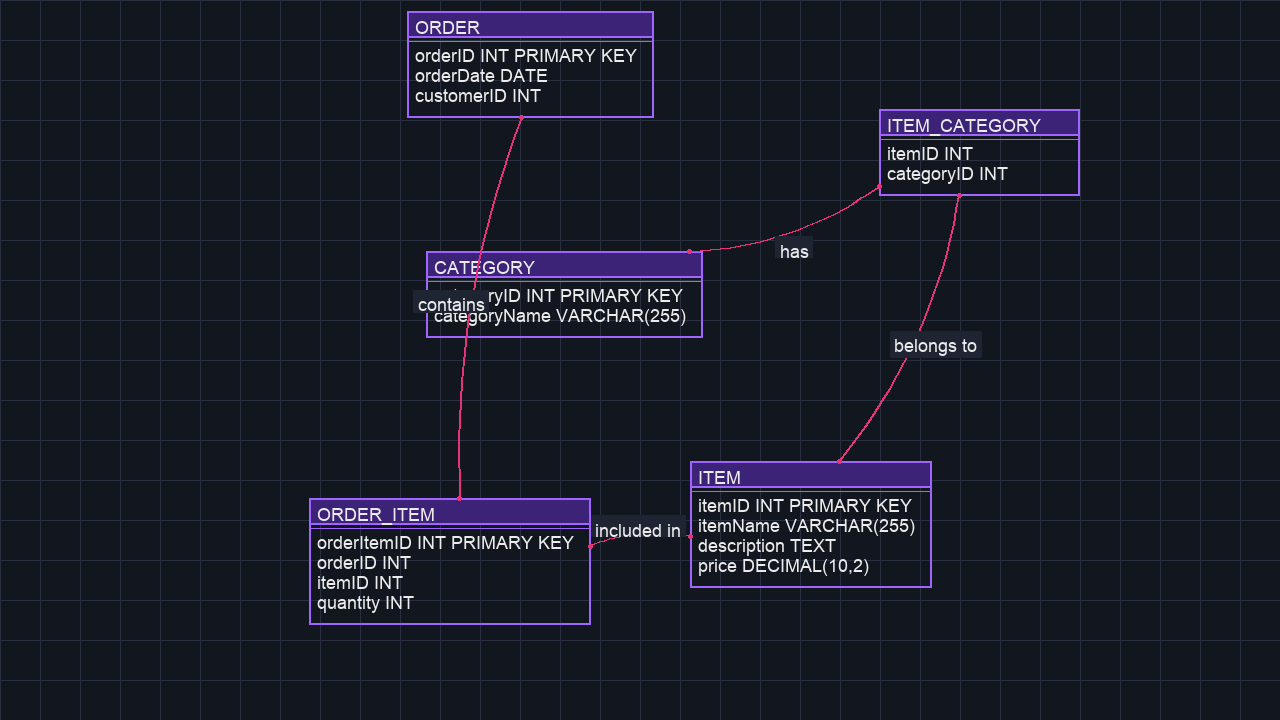 ORDER
orderID INT PRIMARY KEY
orderDate DATE
customerID INT
ITEM_CATEGORY
itemID INT
categoryID INT
has
CATEGORY
INT PRIMARY KEY
categoryName VARCHAR(255)
contains
belongs to
ITEM
itemID INT PRIMARY KEY
itemName VARCHAR(255)
description TEXT
price DECIMAL(10,2)
included in
ORDER_ITEM
orderItemID INT PRIMARY KEY
orderID INT
itemID INT
quantity INT